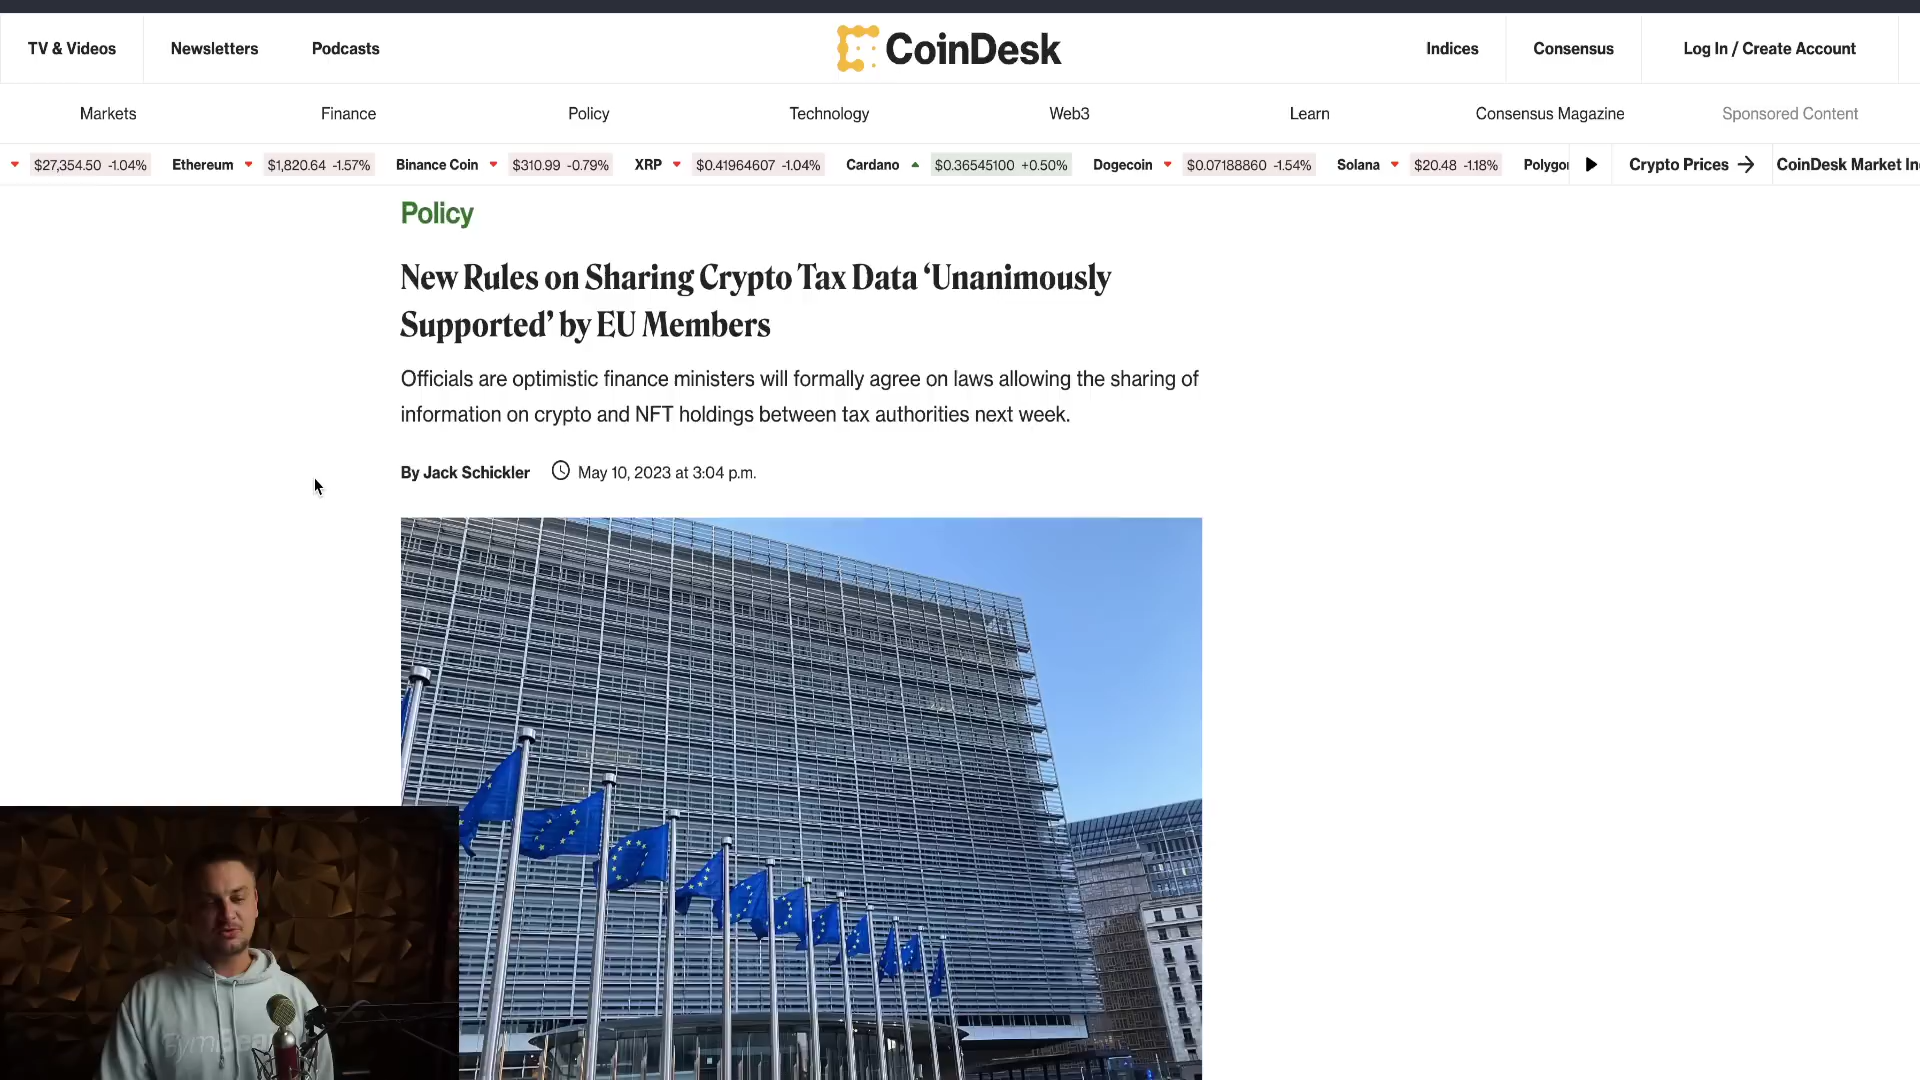 TV & Videos
Newsletters
Podcasts
CoinDesk
Indices
Consensus
Log In / Create Account
Markets
Finance
Policy
Technology
Web3
Learn
Consensus Magazine
Sponsored Content
$27,354.50 -1.04%
Ethereum $1,820.64 -1.57%
Binance Coin $310.99 -0.79%
XRP $0.41964607 -1.04%
Cardano $0.36545100 +0.50%
Dogecoin $0.07188860 -1.54%
Solana $20.48 -1.18%
Crypto Prices
CoinDesk Market
Policy
New Rules on Sharing Crypto Tax Data ‘Unanimously
Supported’ by EU Members
Officials are optimistic finance ministers will formally agree on laws allowing the sharing of
information on crypto and NFT holdings between tax authorities next week.
By Jack Schickler
May 10, 2023 at 3:04 p.m.